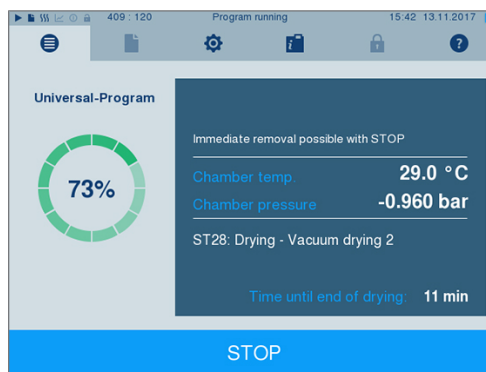 409 : 120 Program running 15:42 13.11.2017
i ?
Universal-Program
Immediate removal possible with STOP
73%
Chamber temp. 29.0 °C
Chamber pressure -0.960 bar
ST28: Drying - Vacuum drying 2
Time until end of drying: 11 min
STOP